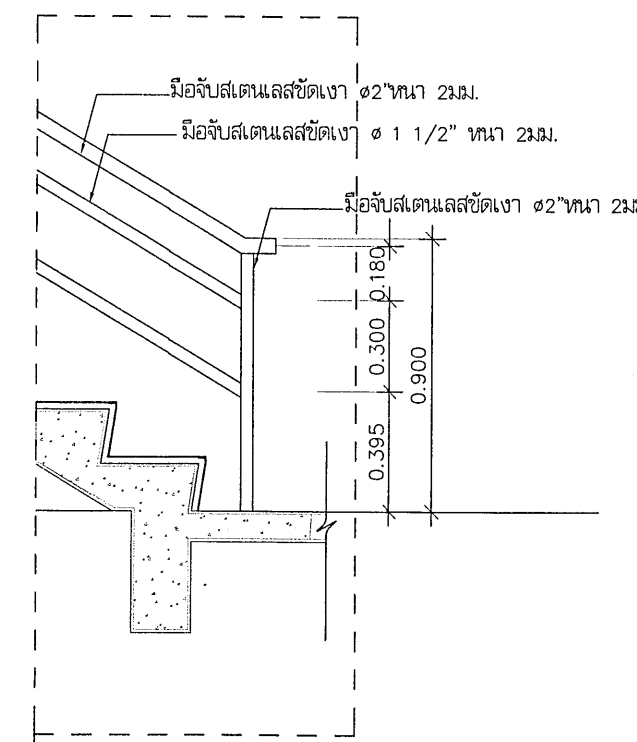 มือจับสเตนเลสขัดเงา ø2"หนา 2มม.
มือจับสเตนเลสขัดเงา ø 1 1/2" หนา 2มม.
มือจับสเตนเลสขัดเงา ø2"หนา 2ม
0.180
0.300
0.900
0.395